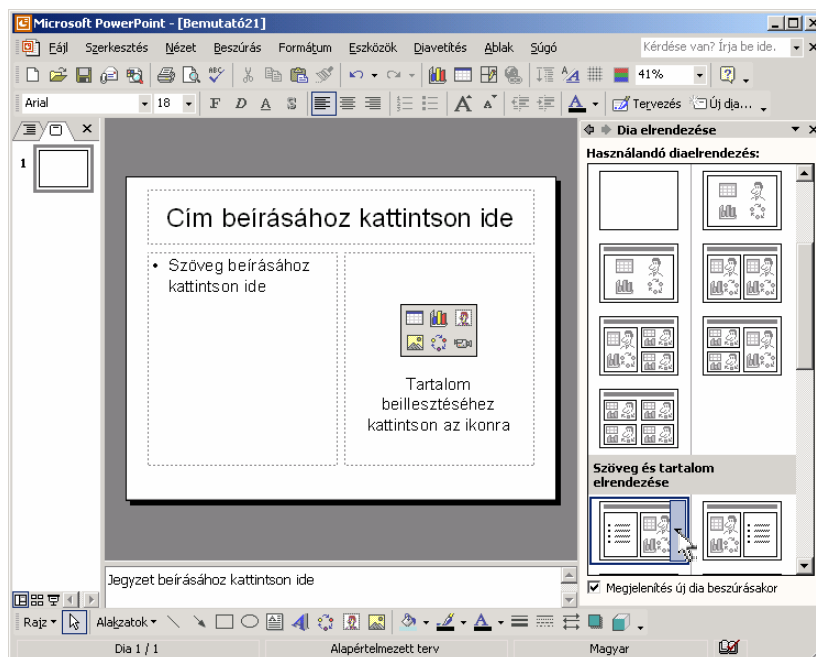 Microsoft PowerPoint - [Bemutató21]
Fájl Szerkesztés Nézet Beszúrás Formátum Eszközök Diavetítés Ablak Súgó Kérdése van? Írja be ide.
41%
Arial 18 F D A S A A A Tervezés Új dia...
Dia elrendezése
Használandó diaelrendezés:
1
Cím beírásához kattintson ide
• Szöveg beírásához
kattintson ide
Tartalom
beillesztéséhez
kattintson az ikonra
Szöveg és tartalom
elrendezése
Jegyzet beírásához kattintson ide
Megjelenítés új dia beszúrásakor
Rajz Alakzatok
Dia 1 / 1 Alapértelmezett terv Magyar